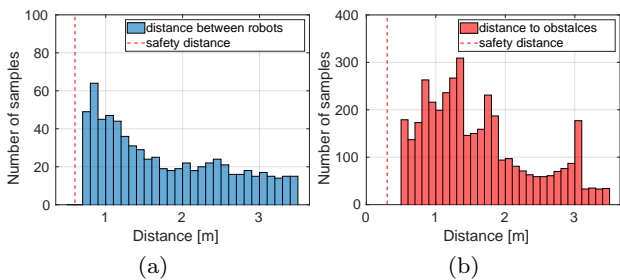 100
80
60
40
20
0
Number of samples
distance between robots
safety distance
1
2
3
Distance [m]
(a)
400
300
200
100
0
Number of samples
distance to obstalces
safety distance
0
1
2
3
Distance [m]
(b)